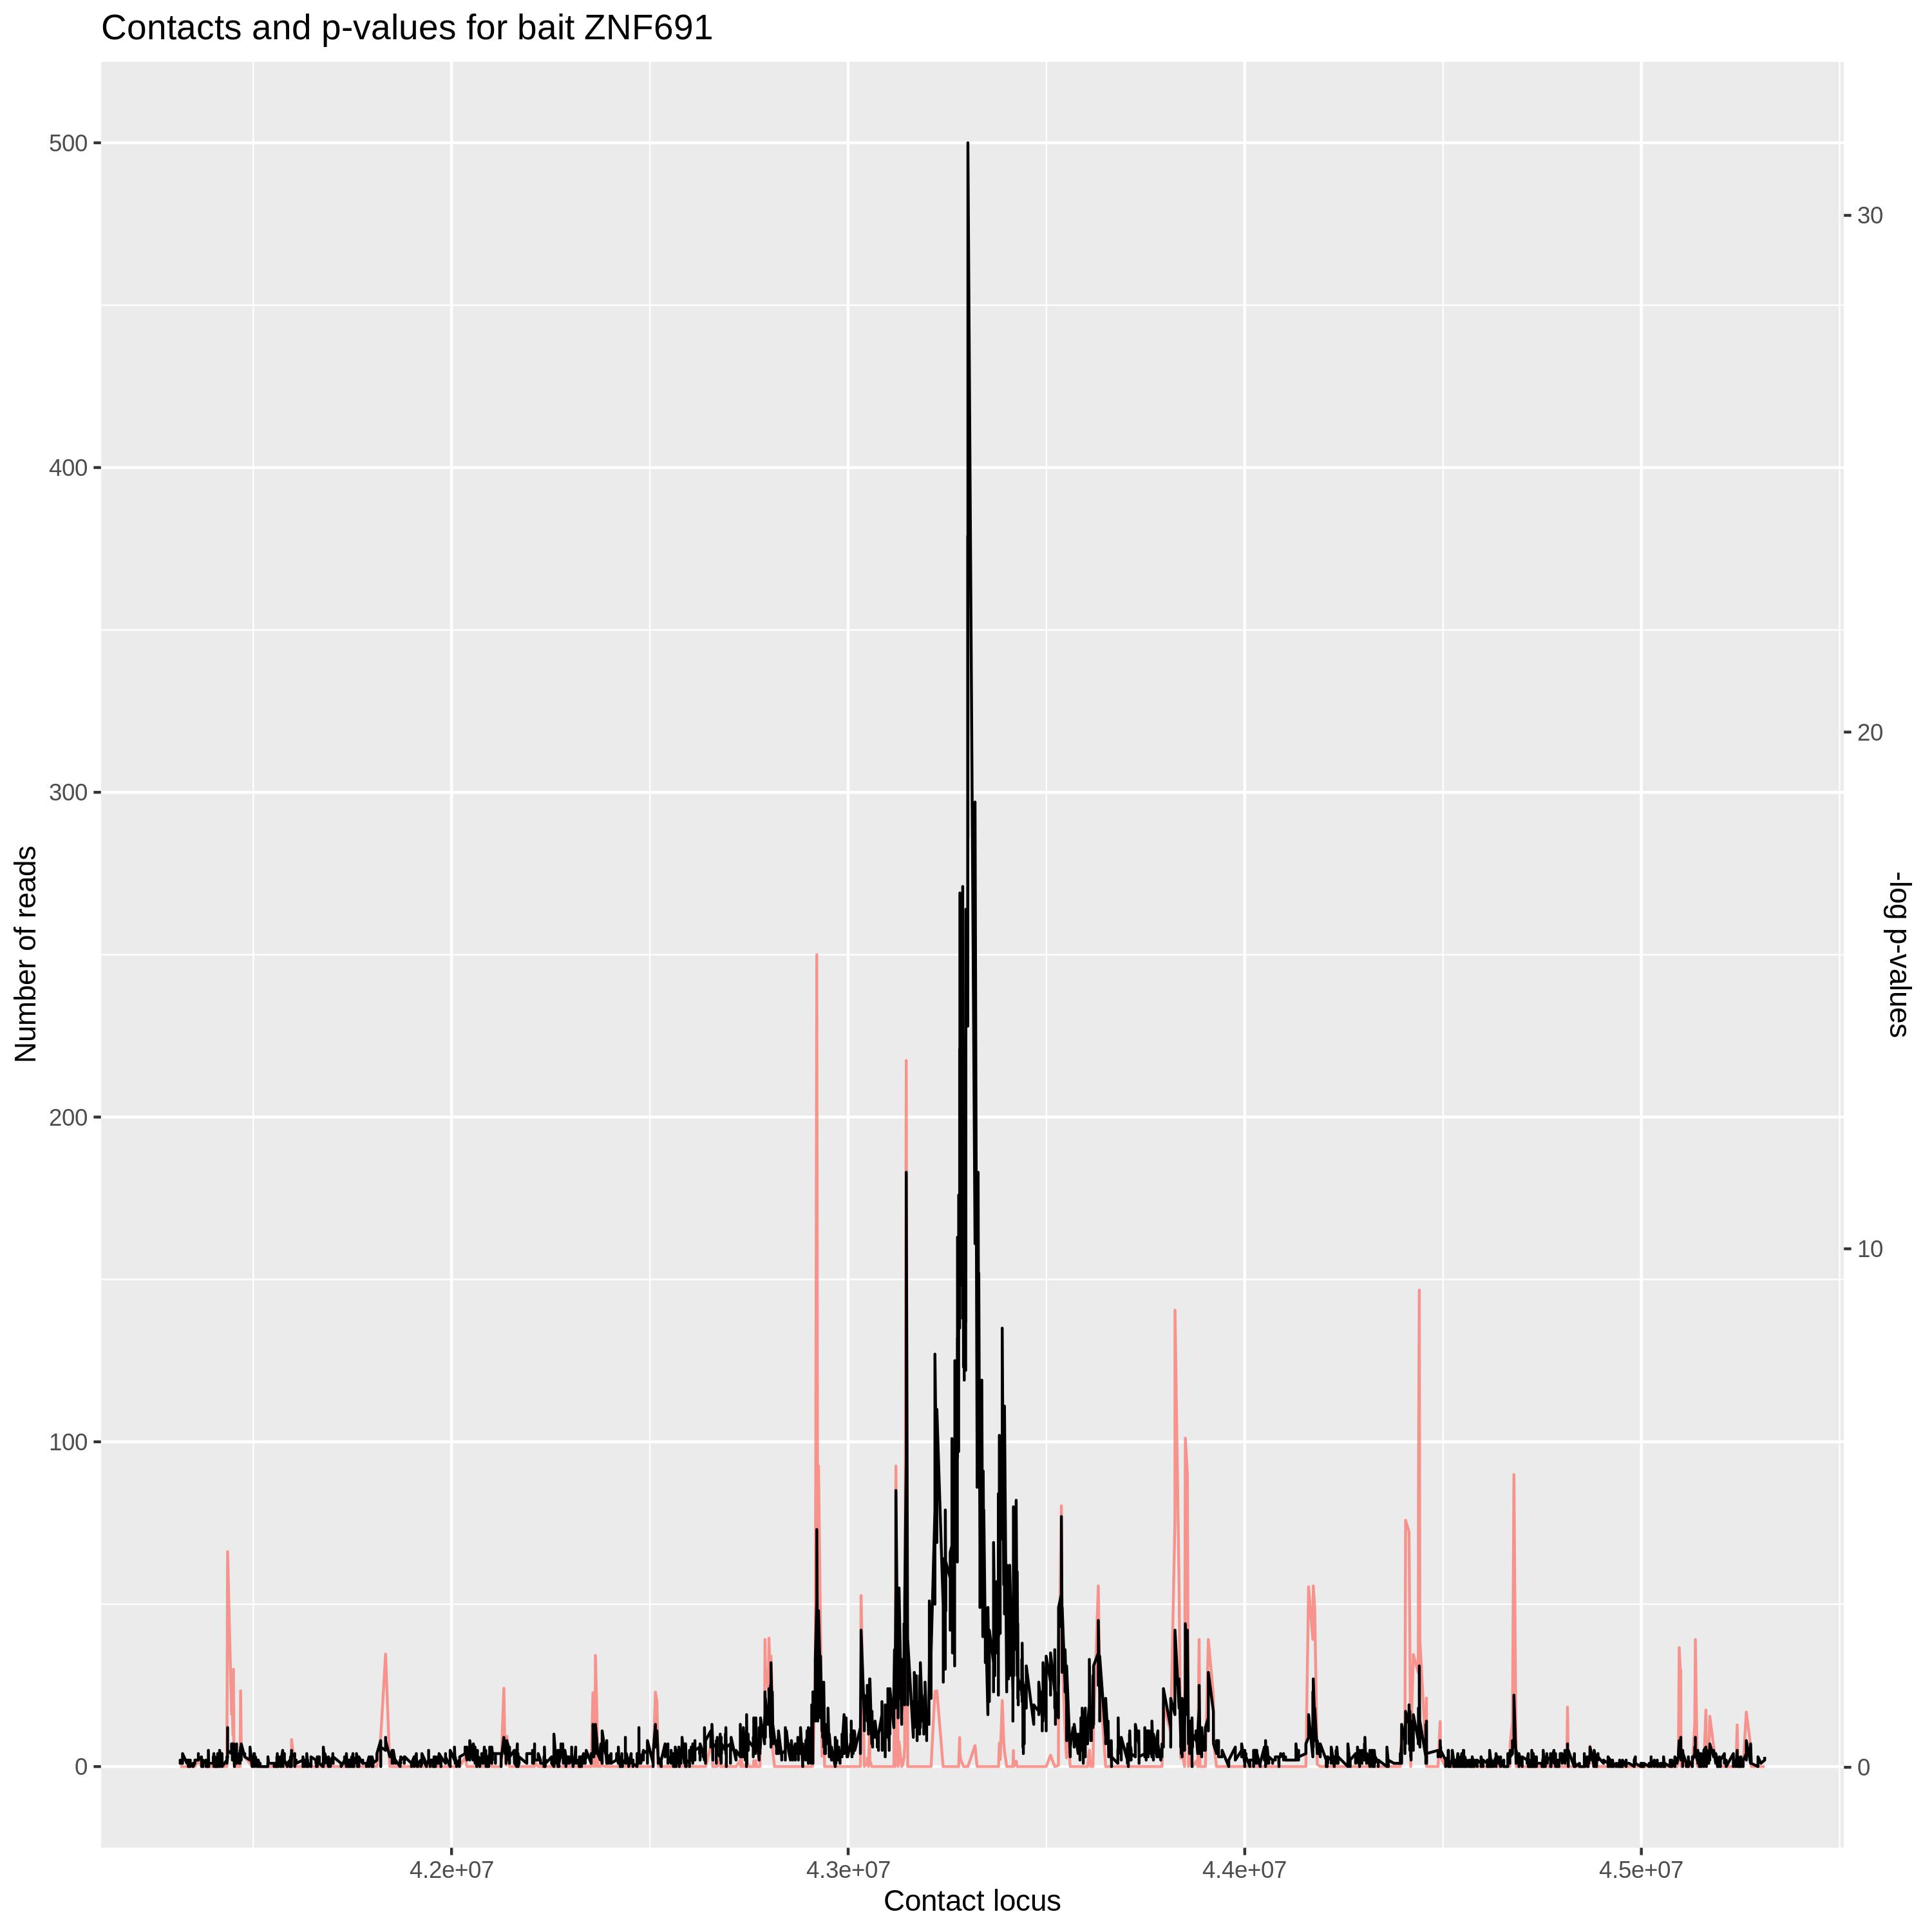 Contacts and p-values for bait ZNF691
500
400
300
200
100
0
Number of reads
30
20
10
0
-log p-values
4.2e+07
4.3e+07
4.4e+07
4.5e+07
Contact locus